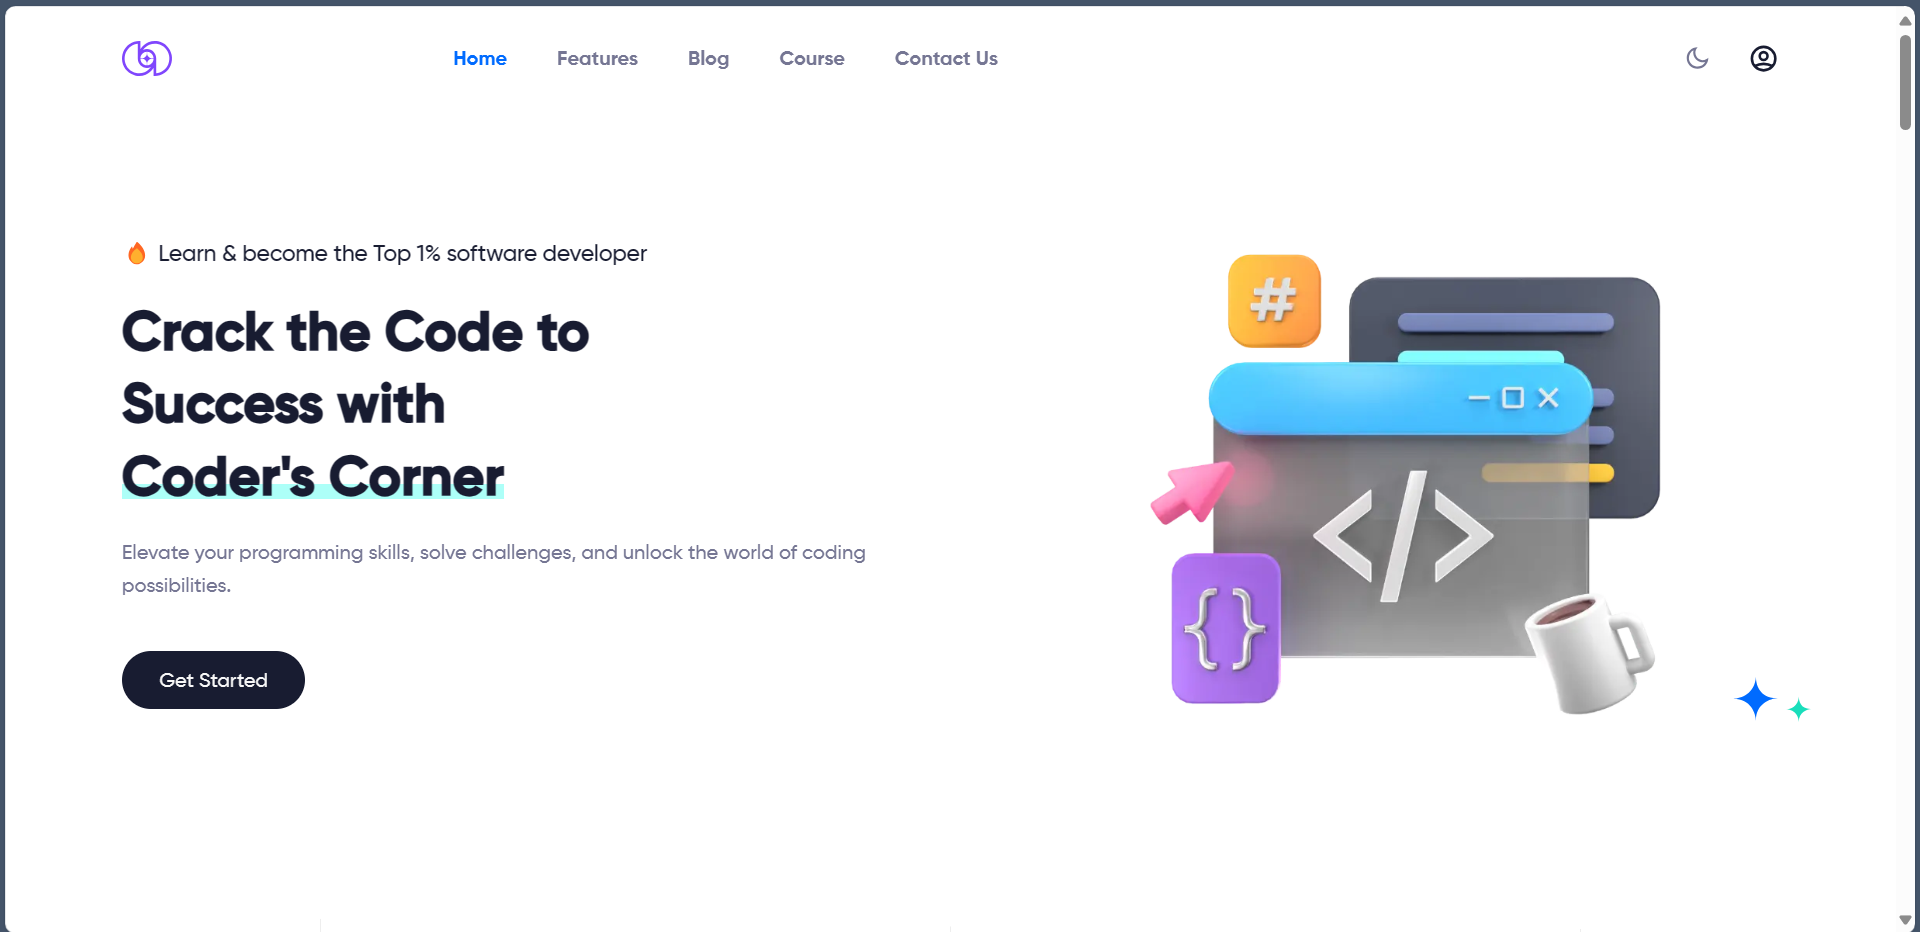 Home Features Blog Course Contact Us
🔥 Learn & become the Top 1% software developer
Crack the Code to
Success with
Coder's Corner
Elevate your programming skills, solve challenges, and unlock the world of coding
possibilities.
Get Started
#
</>
{}